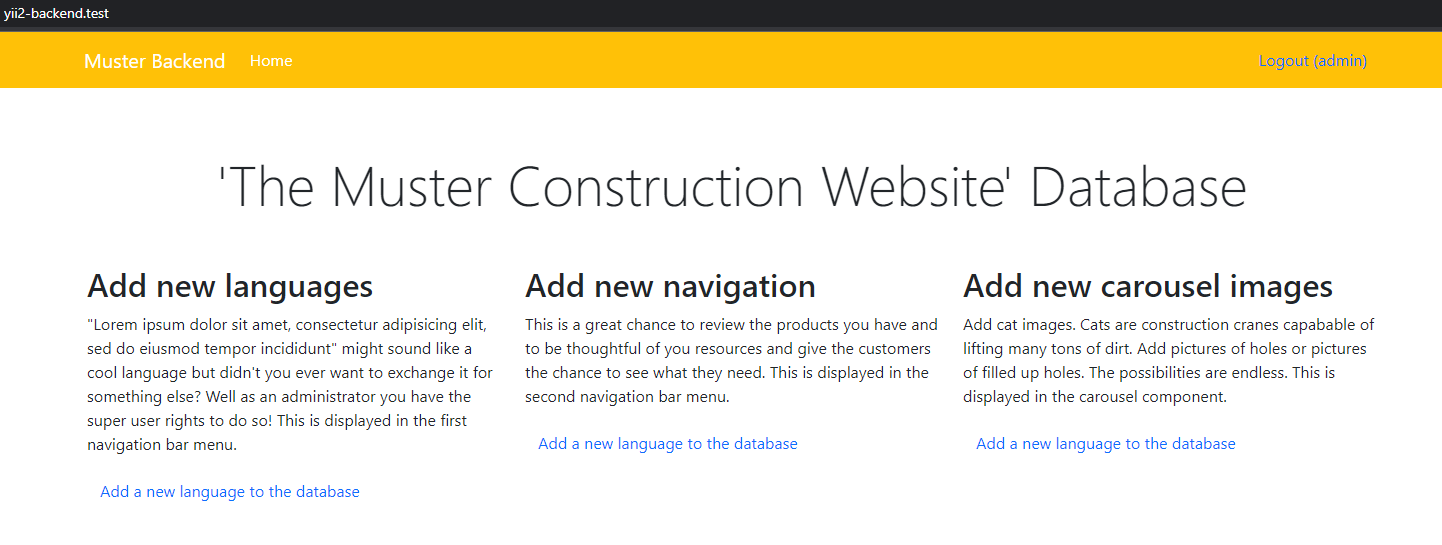 yii2-backend.test
Muster Backend Home Logout (admin)
'The Muster Construction Website' Database
Add new languages
"Lorem ipsum dolor sit amet, consectetur adipisicing elit,
sed do eiusmod tempor incididunt" might sound like a
cool language but didn't you ever want to exchange it for
something else? Well as an administrator you have the
super user rights to do so! This is displayed in the first
navigation bar menu.
Add a new language to the database
Add new navigation
This is a great chance to review the products you have and
to be thoughtful of you resources and give the customers
the chance to see what they need. This is displayed in the
second navigation bar menu.
Add a new language to the database
Add new carousel images
Add cat images. Cats are construction cranes capabable of
lifting many tons of dirt. Add pictures of holes or pictures
of filled up holes. The possibilities are endless. This is
displayed in the carousel component.
Add a new language to the database